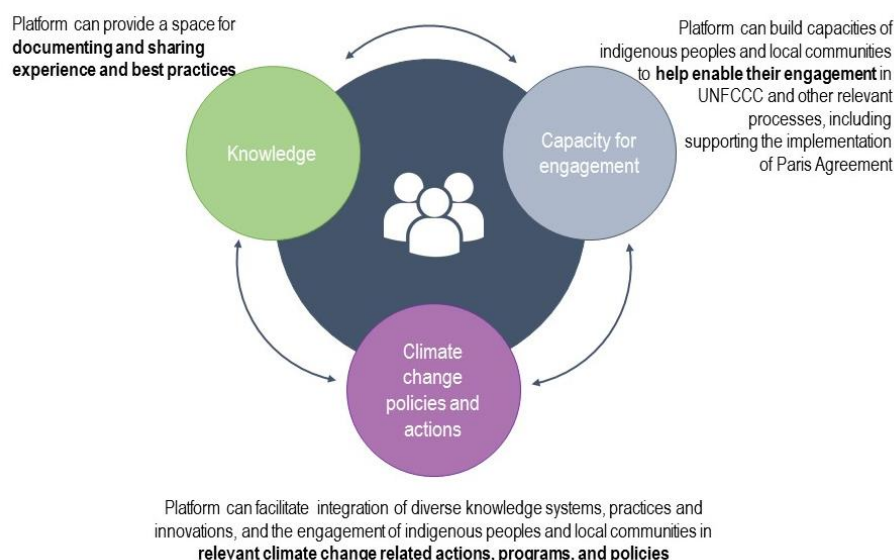 Platform can provide a space for
documenting and sharing
experience and best practices
Platform can build capacities of
indigenous peoples and local communities
to help enable their engagement in
UNFCCC and other relevant
processes, including
supporting the implementation
of Paris Agreement
Knowledge
Capacity for
engagement
Climate
change
policies and
actions
Platform can facilitate integration of diverse knowledge systems, practices and
innovations, and the engagement of indigenous peoples and local communities in
relevant climate change related actions, programs, and policies